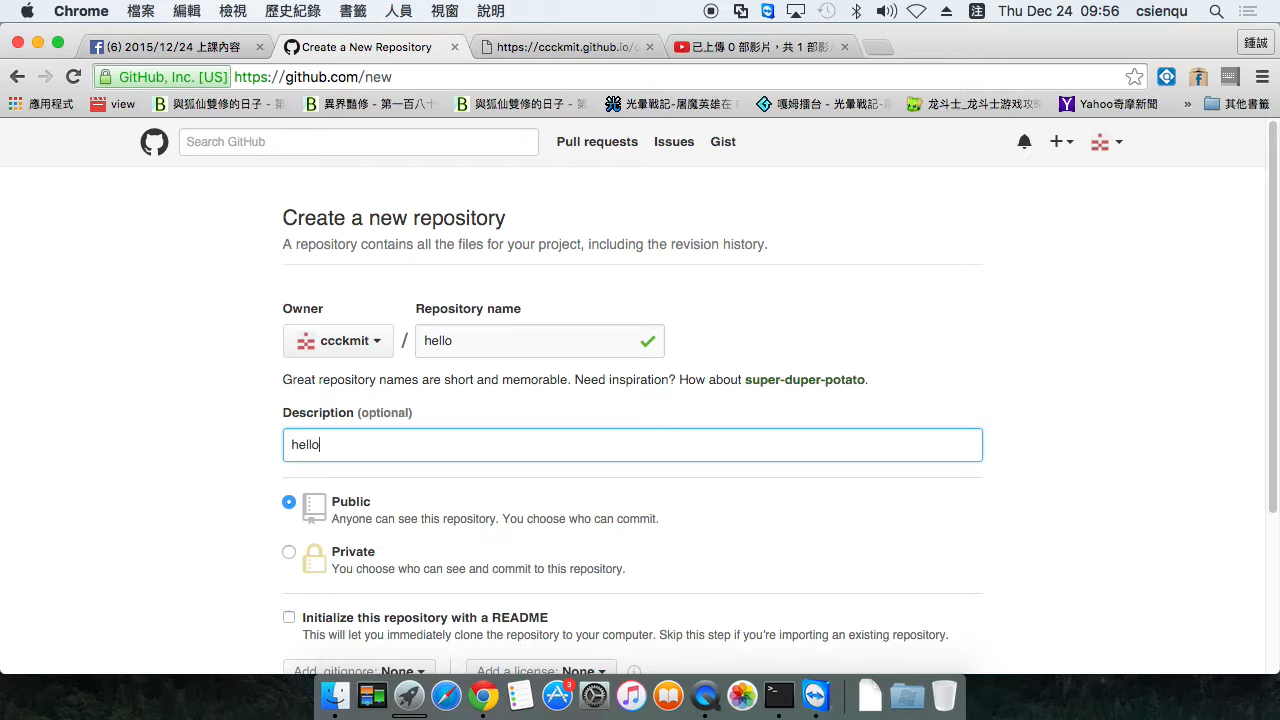 Chrome 檔案 編輯 檢視 歷史紀錄 書籤 人員 視窗 說明 注 Thu Dec 24 09:56 csienqu
(6) 2015/12/24 上課內容 Create a New Repository https://ccckmit.github.io/c 已上傳 0 部影片，共 1 部影 鍾誠
GitHub, Inc. [US] https://github.com/new
應用程式 view 與狐仙雙修的日子 - 第 異界豔修 - 第一百八十 與狐仙雙修的日子 - 第 光暈戰記-屠魔英雄在 嘎姆擂台 - 光暈戰記- 龙斗士_龙斗士游戏攻略 Yahoo奇摩新聞 » 其他書籤
Search GitHub Pull requests Issues Gist
Create a new repository
A repository contains all the files for your project, including the revision history.
Owner Repository name
ccckmit / hello
Great repository names are short and memorable. Need inspiration? How about super-duper-potato.
Description (optional)
hello
Public
Anyone can see this repository. You choose who can commit.
Private
You choose who can see and commit to this repository.
Initialize this repository with a README
This will let you immediately clone the repository to your computer. Skip this step if you're importing an existing repository.
Add .gitignore: None Add a license: None
3